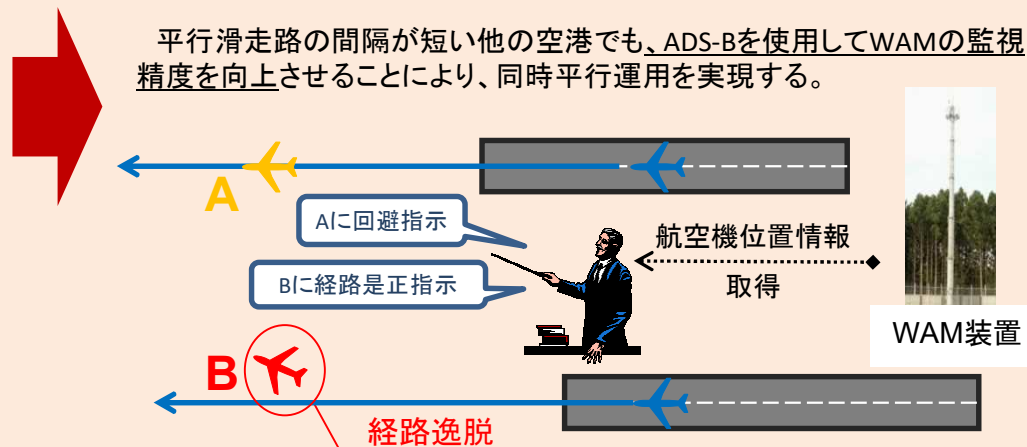 平行滑走路の間隔が短い他の空港でも、ADS-Bを使用してWAMの監視
精度を向上させることにより、同時平行運用を実現する。
A
Aに回避指示
航空機位置情報
Bに経路是正指示
取得
WAM装置
B
経路逸脱